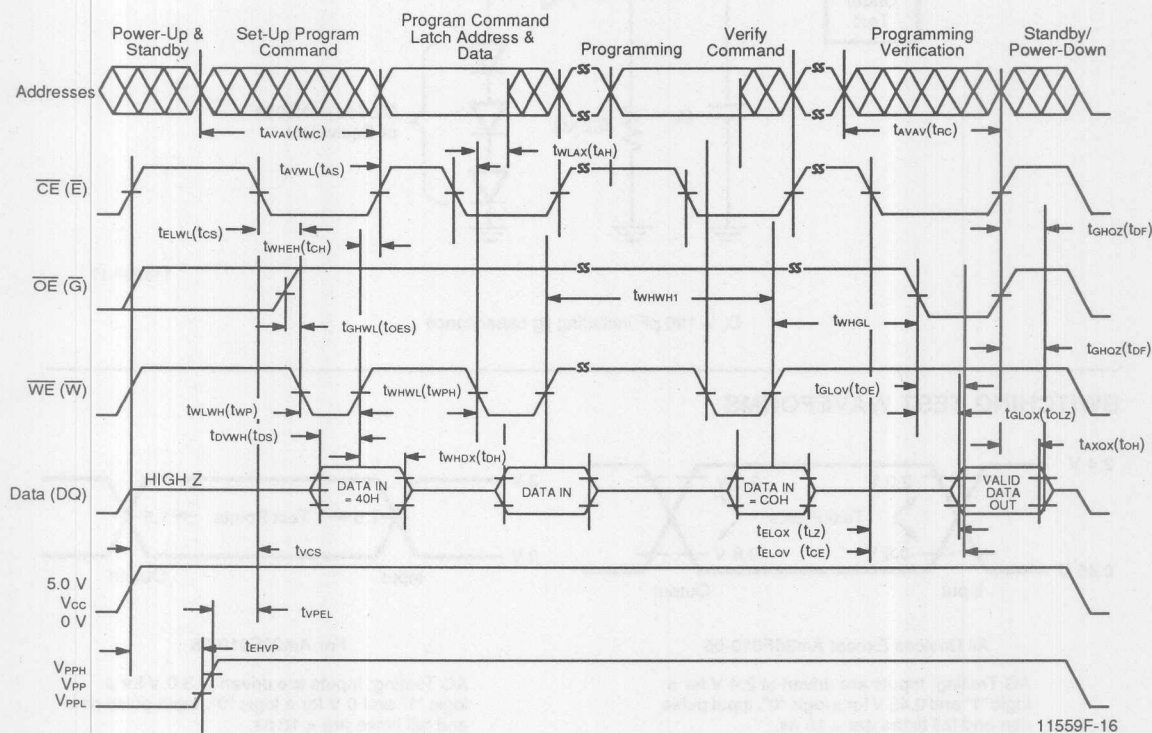 Power-Up &
Standby
Set-Up Program
Command
Program Command
Latch Address &
Data
Programming
Verify
Command
Programming
Verification
Standby/
Power-Down
Addresses
tAVAV(tWC)
tAVAV(tRC)
tAVWL(tAS)
tWLAX(tAH)
CE (E)
tELWL(tCS)
tWHEH(tCH)
tGHQZ(tDF)
OE (G)
tWHWH1
tWHGL
tGHWL(tOES)
tGHQZ(tDF)
WE (W)
tWLWH(tWP)
tWHWL(tWPH)
tGLQV(tOE)
tGLQX(tOLZ)
tDVWH(tDS)
tWHDX(tDH)
tAXQX(tOH)
HIGH Z
Data (DQ)
DATA IN
= 40H
DATA IN
DATA IN
= COH
VALID
DATA
OUT
tELQX (tLZ)
tVCS
tELQV (tCE)
5.0 V
VCC
0 V
tVPEL
tEHVP
VPPH
VPP
VPPL
11559F-16